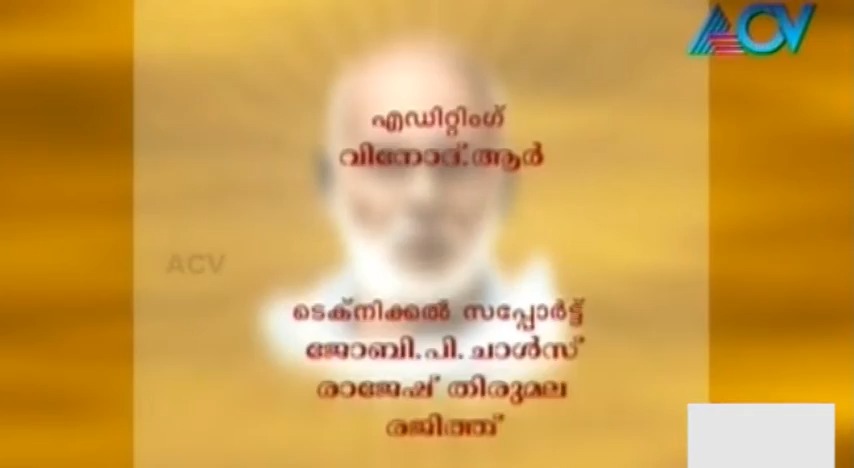 ACV
എഡിറ്റിംഗ്
വിനോദ്.ആർ
ACV
ടെക്നിക്കൽ സപ്പോർട്ട്
ജോബി.പി.ചാൾസ്
രാജേഷ് തിരുമല
രജിത്ത്